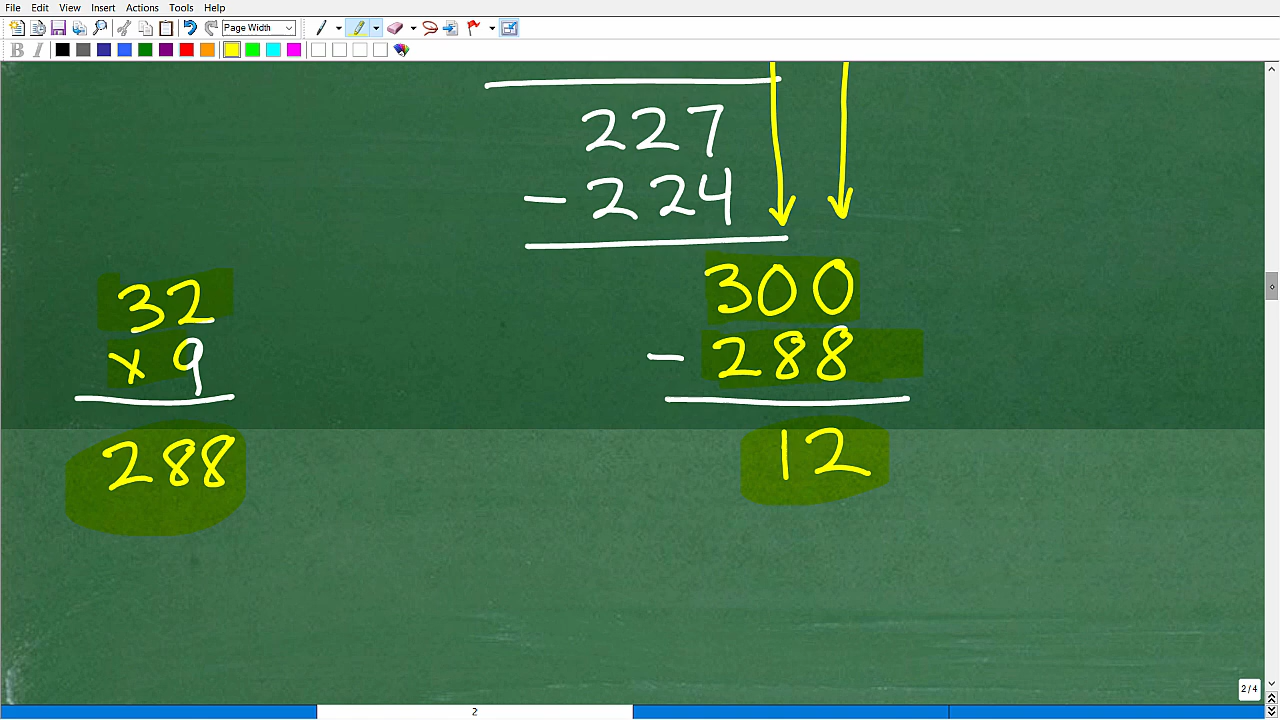 File Edit View Insert Actions Tools Help
Page Width
B I
227
- 224
300
- 288
12
32
x 9
288
2/4
2